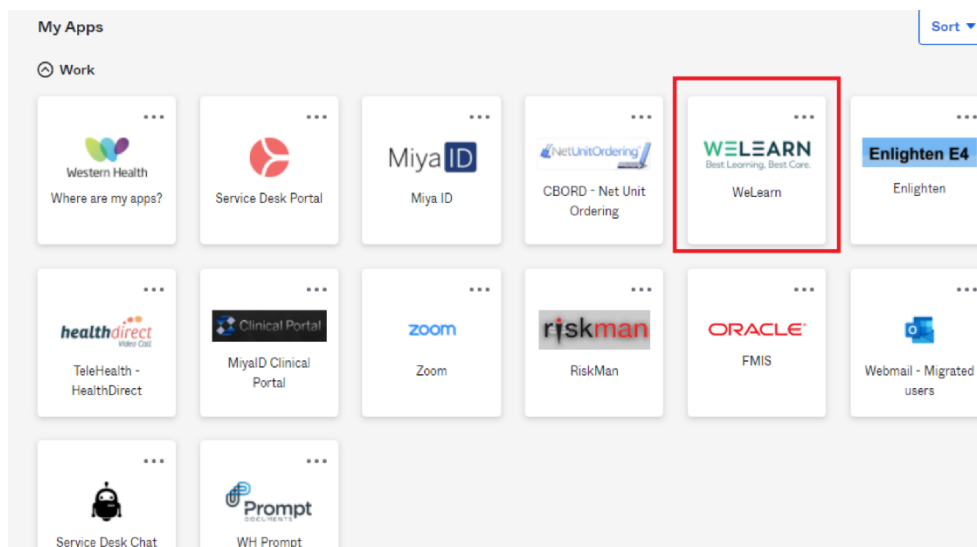 My Apps
Sort
Work
Western Health
Where are my apps?
Service Desk Portal
Miya ID
Miya ID
NetUnitOrdering
CBORD - Net Unit
Ordering
WELEARN
Best Learning, Best Care.
WeLearn
Enlighten E4
Enlighten
healthdirect
Video Call
TeleHealth -
HealthDirect
Clinical Portal
MiyaID Clinical
Portal
zoom
Zoom
riskman
RiskMan
ORACLE
FMIS
Webmail - Migrated
users
Service Desk Chat
Prompt
DOCUMENTS
WH Prompt